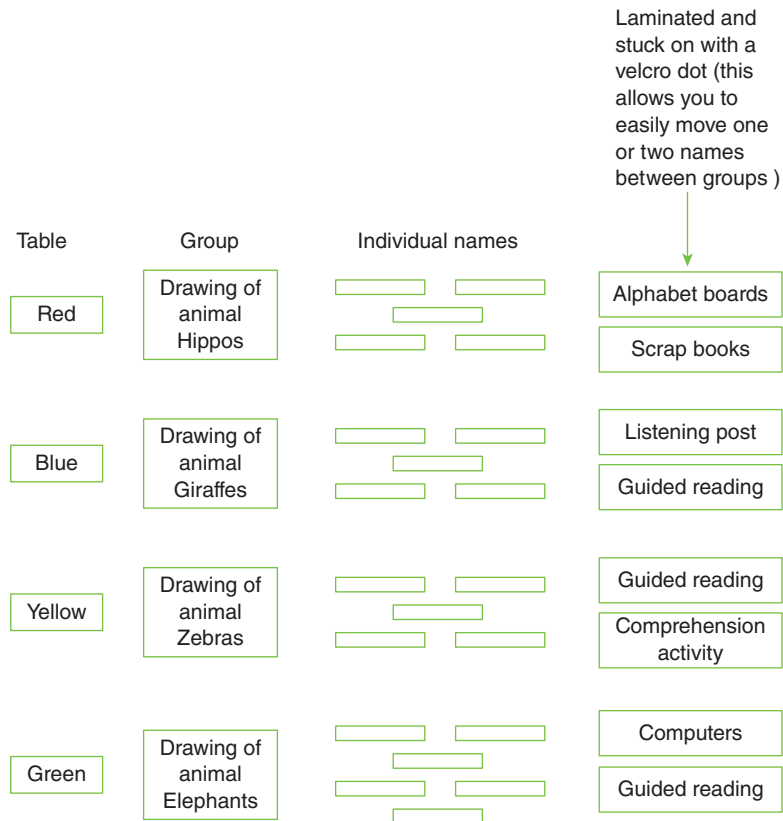 Laminated and
stuck on with a
velcro dot (this
allows you to
easily move one
or two names
between groups )
Table
Group
Individual names
Red
Drawing of
animal
Hippos
Alphabet boards
Scrap books
Blue
Drawing of
animal
Giraffes
Listening post
Guided reading
Yellow
Drawing of
animal
Zebras
Guided reading
Comprehension
activity
Green
Drawing of
animal
Elephants
Computers
Guided reading